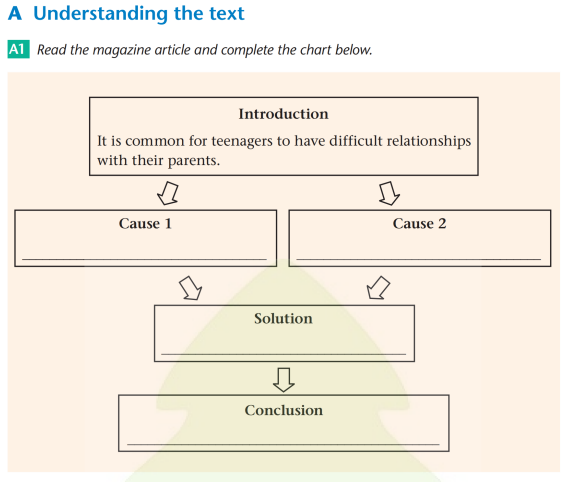 A Understanding the text
A1 Read the magazine article and complete the chart below.
Introduction
It is common for teenagers to have difficult relationships
with their parents.
Cause 1
Cause 2
Solution
Conclusion